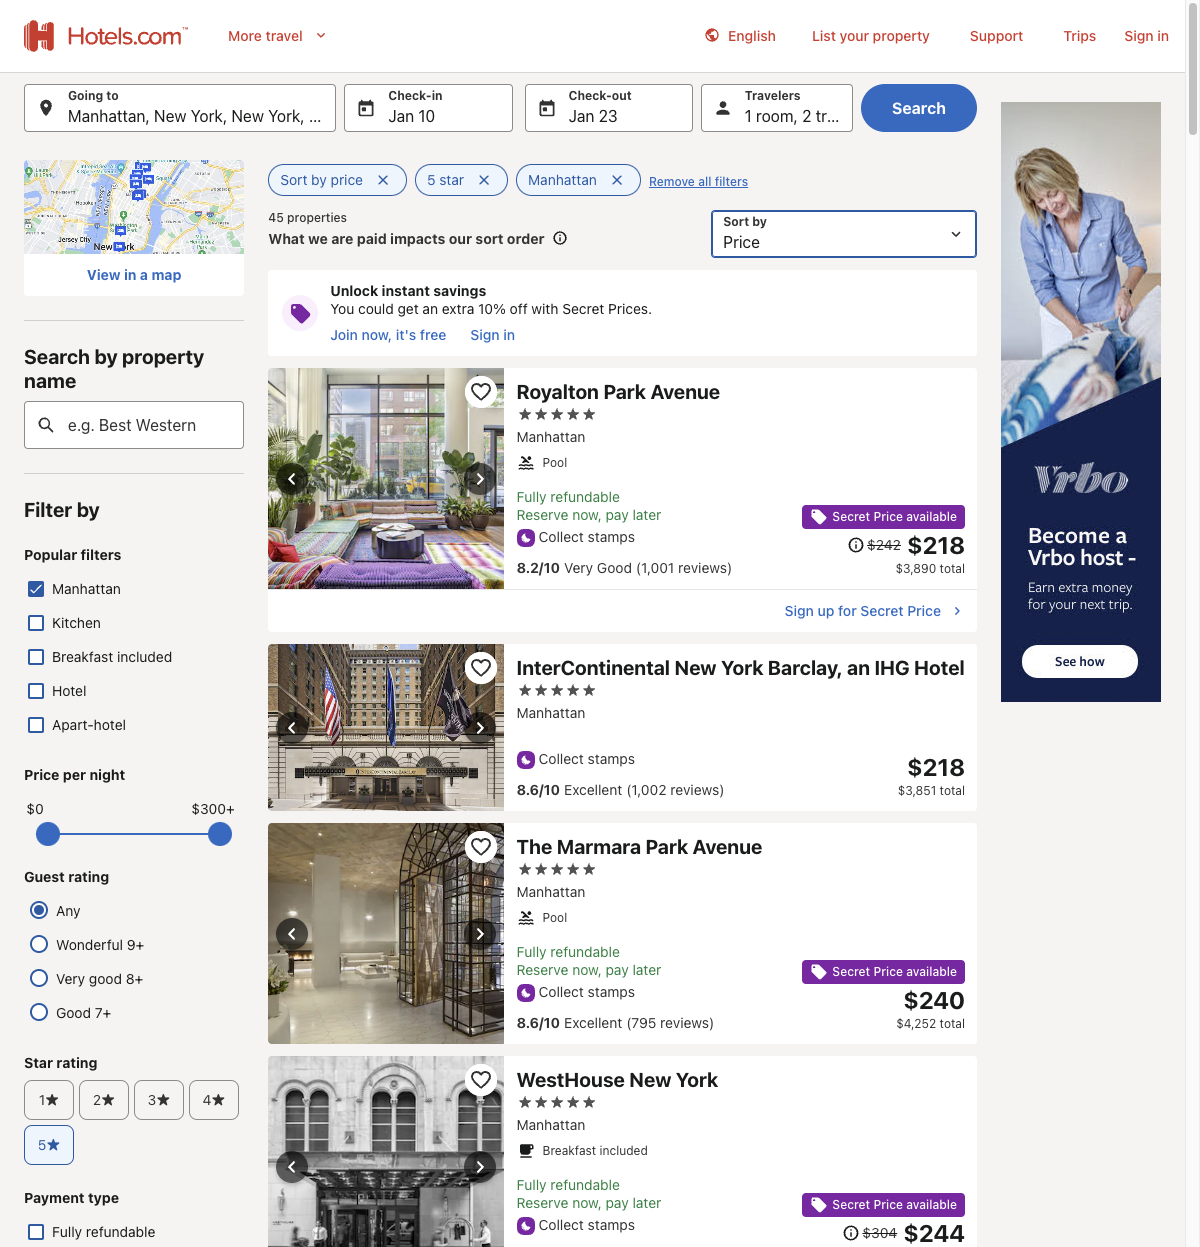 Hotels.com™
More travel
English
List your property
Support
Trips
Sign in
Going to
Manhattan, New York, New York, ...
Check-in
Jan 10
Check-out
Jan 23
Travelers
1 room, 2 tr...
Search
View in a map
Search by property
name
e.g. Best Western
Filter by
Popular filters
Manhattan
Kitchen
Breakfast included
Hotel
Apart-hotel
Price per night
$0
$300+
Guest rating
Any
Wonderful 9+
Very good 8+
Good 7+
Star rating
1★
2★
3★
4★
5★
Payment type
Fully refundable
Sort by price
5 star
Manhattan
Remove all filters
45 properties
What we are paid impacts our sort order
Sort by
Price
Unlock instant savings
You could get an extra 10% off with Secret Prices.
Join now, it's free
Sign in
Royalton Park Avenue
Manhattan
Pool
Fully refundable
Reserve now, pay later
Collect stamps
8.2/10 Very Good (1,001 reviews)
Secret Price available
$242 $218
$3,890 total
Sign up for Secret Price
InterContinental New York Barclay, an IHG Hotel
Manhattan
Collect stamps
8.6/10 Excellent (1,002 reviews)
$218
$3,851 total
The Marmara Park Avenue
Manhattan
Pool
Fully refundable
Reserve now, pay later
Collect stamps
8.6/10 Excellent (795 reviews)
Secret Price available
$240
$4,252 total
WestHouse New York
Manhattan
Breakfast included
Fully refundable
Reserve now, pay later
Collect stamps
Secret Price available
$304 $244
Vrbo
Become a
Vrbo host -
Earn extra money
for your next trip.
See how